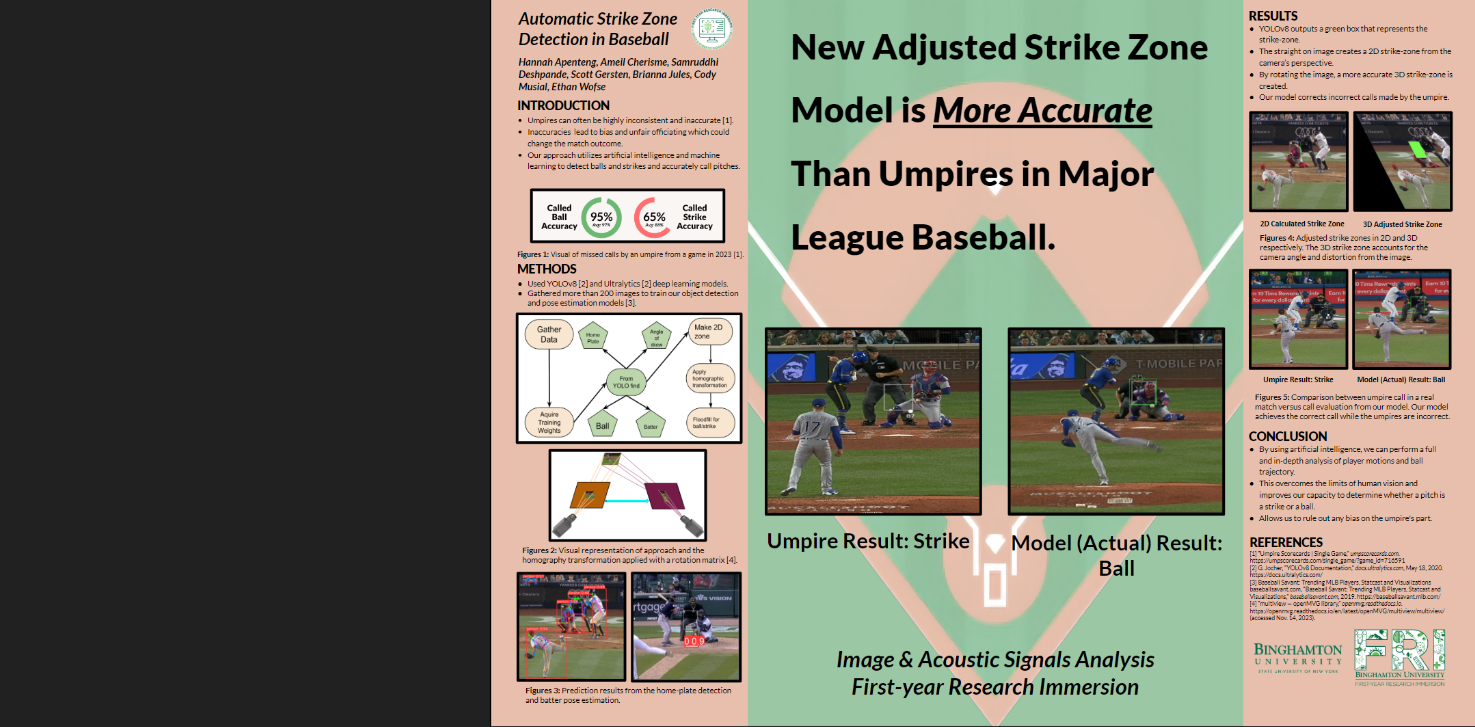 Automatic Strike Zone
Detection in Baseball
Hannah Apenteng, Ameil Cherisme, Samruddhi
Deshpande, Scott Gersten, Brianna Jules, Cody
Musial, Ethan Wofse
INTRODUCTION
• Umpires can often be highly inconsistent and inaccurate [1].
• Inaccuracies lead to bias and unfair officiating which could
change the match outcome.
• Our approach utilizes artificial intelligence and machine
learning to detect balls and strikes and accurately call pitches.
Called
Ball
Accuracy
95%
Avg: 97%
65%
Avg: 88%
Called
Strike
Accuracy
Figures 1: Visual of missed calls by an umpire from a game in 2023 [1].
METHODS
• Used YOLOv8 [2] and Ultralytics [2] deep learning models.
• Gathered more than 200 images to train our object detection
and pose estimation models [3].
Gather
Data
Home
Plate
Angle
of
skew
Make 2D
zone
From
YOLO find
Apply
homographic
transformation
Aquire
Training
Weights
Ball
Batter
Floodfill for
ball/strike
Figures 2: Visual representation of approach and the
homography transformation applied with a rotation matrix [4].
Figures 3: Prediction results from the home-plate detection
and batter pose estimation.
New Adjusted Strike Zone
Model is More Accurate
Than Umpires in Major
League Baseball.
MO
17
T-MOBILE PAR
Umpire Result: Strike
Model (Actual) Result:
Ball
Image & Acoustic Signals Analysis
First-year Research Immersion
RESULTS
• YOLOv8 outputs a green box that represents the
strike-zone.
• The straight on image creates a 2D strike-zone from the
camera's perspective.
• By rotating the image, a more accurate 3D strike-zone is
created.
• Our model corrects incorrect calls made by the umpire.
2D Calculated Strike Zone
3D Adjusted Strike Zone
Figures 4: Adjusted strike zones in 2D and 3D
respectively. The 3D strike zone accounts for the
camera angle and distortion from the image.
Umpire Result: Strike
Model (Actual) Result: Ball
Figures 5: Comparison between umpire call in a real
match versus call evaluation from our model. Our model
achieves the correct call while the umpires are incorrect.
CONCLUSION
• By using artificial intelligence, we can perform a full
and in-depth analysis of player motions and ball
trajectory.
• This overcomes the limits of human vision and
improves our capacity to determine whether a pitch is
a strike or a ball.
• Allows us to rule out any bias on the umpire's part.
REFERENCES
[1] "Umpire Scorecards | Single Game," umpscorecards.com.
https://umpscorecards.com/single_game/?game_id=716591
[2] G. Jocher, "YOLOv8 Documentation," docs.ultralytics.com, May 18, 2020.
https://docs.ultralytics.com/
[3] Baseball Savant: Trending MLB Players, Statcast and Visualizations
baseballsavant.com. "Baseball Savant: Trending MLB Players, Statcast and
Visualizations," baseballsavant.com, 2019. https://baseballsavant.mlb.com/
[4] "multiview — openMVG library," openmvg.readthedocs.io.
https://openmvg.readthedocs.io/en/latest/openMVG/multiview/multiview/
(accessed Nov. 14, 2023).
BINGHAMTON
UNIVERSITY
STATE UNIVERSITY OF NEW YORK
FRI
BINGHAMTON UNIVERSITY
FIRST-YEAR RESEARCH IMMERSION